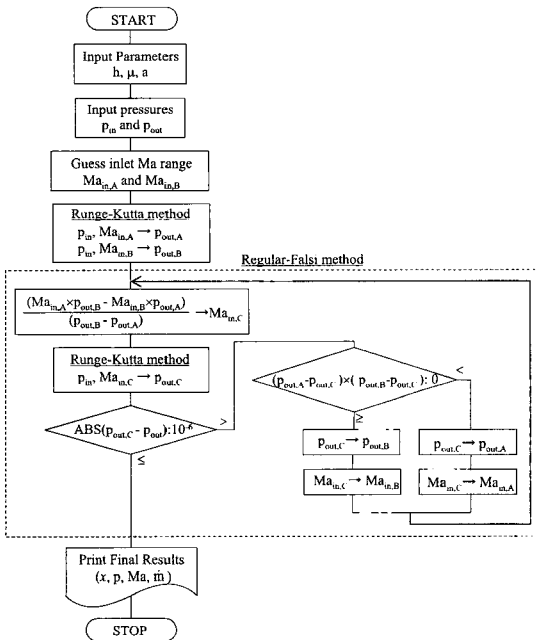 START
Input Parameters
h, μ, a
Input pressures
p_in and p_out
Guess inlet Ma range
Ma_in,A and Ma_in,B
Runge-Kutta method
p_in, Ma_in,A → p_out,A
p_in, Ma_in,B → p_out,B
Regular-Falsi method
(Ma_in,A×p_out,B - Ma_in,B×p_out,A)
(p_out,B - p_out,A)
→Ma_in,C
Runge-Kutta method
p_in, Ma_in,C → p_out,C
ABS(p_out,C - p_out):10^-6
>
≤
(p_out,A-p_out,C)×(p_out,B-p_out,C): 0
<
≥
p_out,C → p_out,B
p_out,C → p_out,A
Ma_in,C → Ma_in,B
Ma_in,C → Ma_in,A
Print Final Results
(x, p, Ma, ṁ)
STOP